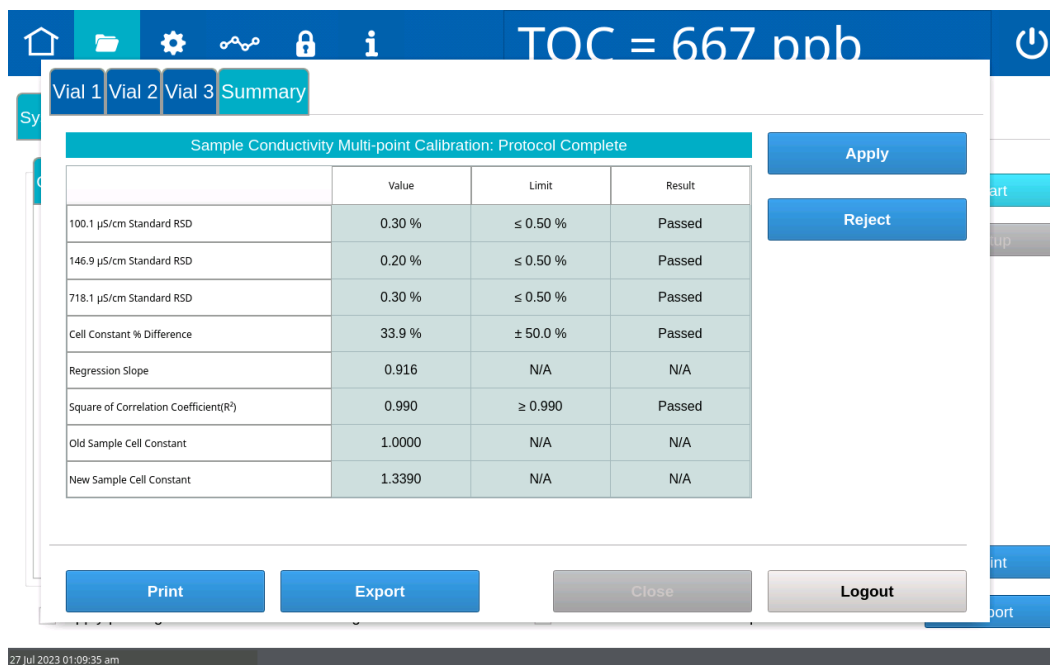 TOC = 667 ppb
Vial 1 Vial 2 Vial 3 Summary
Sy
Sample Conductivity Multi-point Calibration: Protocol Complete
Apply
Reject
Value Limit Result
100.1 µS/cm Standard RSD 0.30 % ≤ 0.50 % Passed
146.9 µS/cm Standard RSD 0.20 % ≤ 0.50 % Passed
718.1 µS/cm Standard RSD 0.30 % ≤ 0.50 % Passed
Cell Constant % Difference 33.9 % ± 50.0 % Passed
Regression Slope 0.916 N/A N/A
Square of Correlation Coefficient(R²) 0.990 ≥ 0.990 Passed
Old Sample Cell Constant 1.0000 N/A N/A
New Sample Cell Constant 1.3390 N/A N/A
art
tup
int
ort
Print Export Close Logout
27 Jul 2023 01:09:35 am